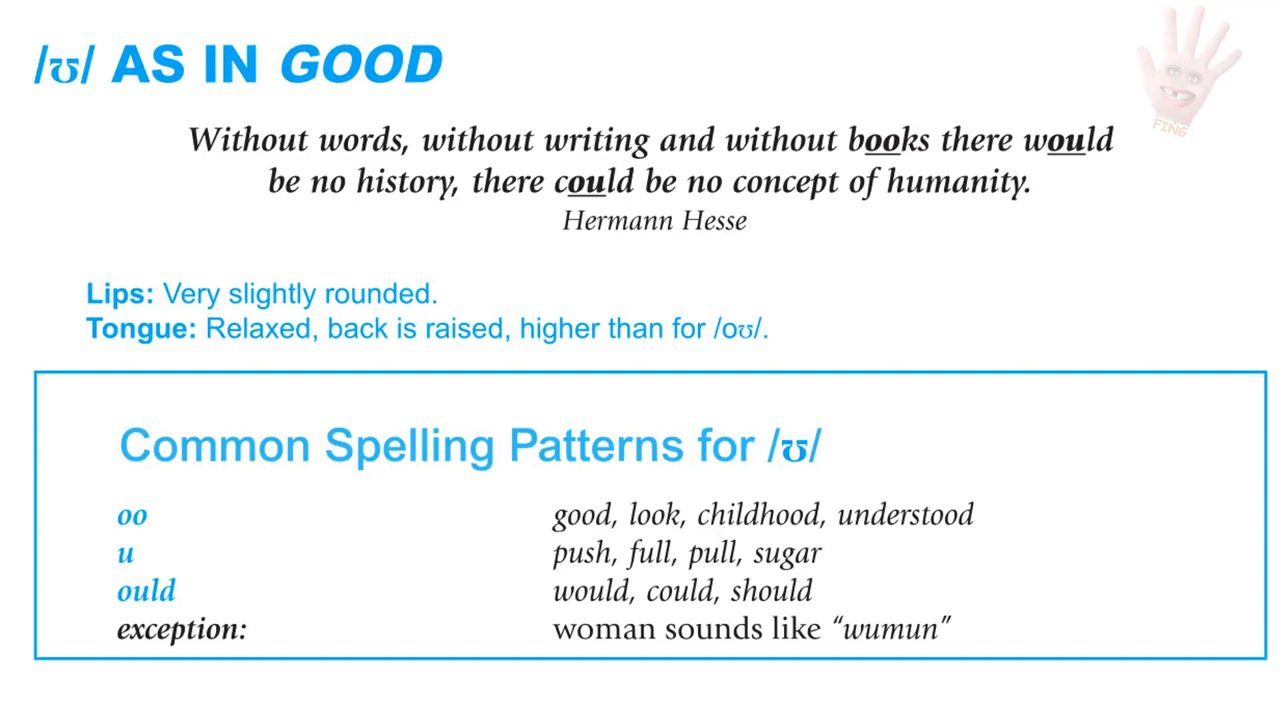 /ʊ/ AS IN GOOD
FING
Without words, without writing and without books there would
be no history, there could be no concept of humanity.
Hermann Hesse
Lips: Very slightly rounded.
Tongue: Relaxed, back is raised, higher than for /oʊ/.
Common Spelling Patterns for /ʊ/
oo good, look, childhood, understood
u push, full, pull, sugar
ould would, could, should
exception: woman sounds like “wumun”